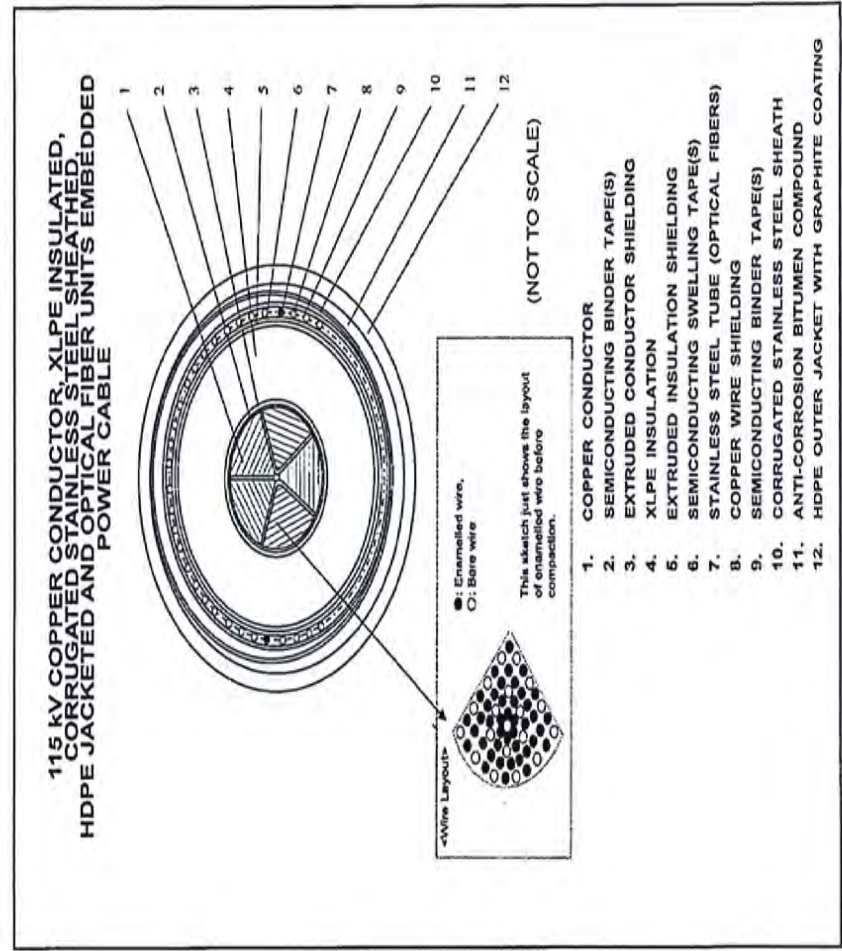 115 kV COPPER CONDUCTOR, XLPE INSULATED,
CORRUGATED STAINLESS STEEL SHEATHED,
HDPE JACKETED AND OPTICAL FIBER UNITS EMBEDDED
POWER CABLE
1
2
3
4
5
6
7
8
9
10
11
12
(NOT TO SCALE)
<Wire Layout>
●: Enamelled wire,
○: Bare wire
This sketch just shows the layout
of enamelled wire before
compaction.
1. COPPER CONDUCTOR
2. SEMICONDUCTING BINDER TAPE(S)
3. EXTRUDED CONDUCTOR SHIELDING
4. XLPE INSULATION
5. EXTRUDED INSULATION SHIELDING
6. SEMICONDUCTING SWELLING TAPE(S)
7. STAINLESS STEEL TUBE (OPTICAL FIBERS)
8. COPPER WIRE SHIELDING
9. SEMICONDUCTING BINDER TAPE(S)
10. CORRUGATED STAINLESS STEEL SHEATH
11. ANTI-CORROSION BITUMEN COMPOUND
12. HDPE OUTER JACKET WITH GRAPHITE COATING